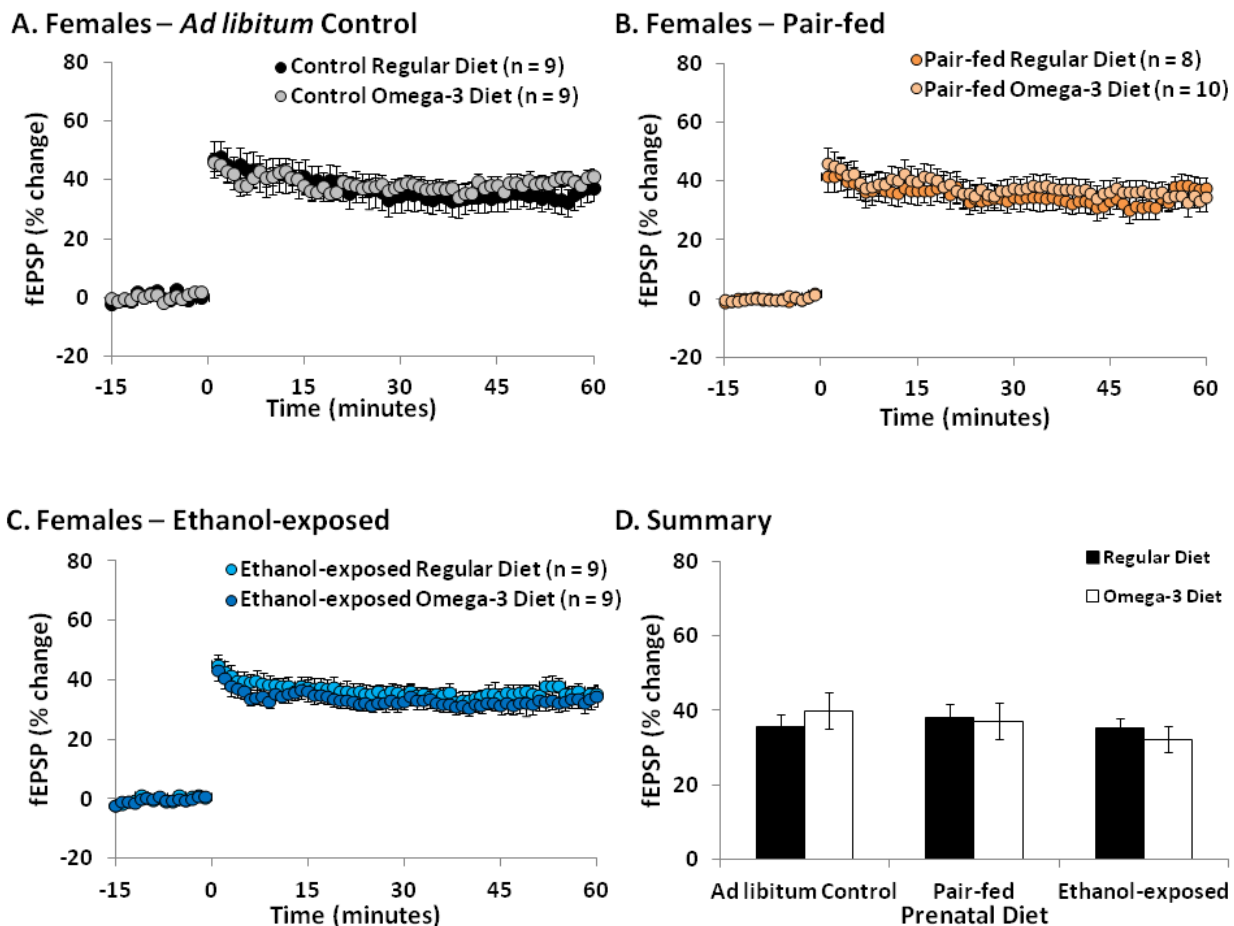 A. Females – Ad libitum Control
Control Regular Diet (n = 9)
Control Omega-3 Diet (n = 9)
fEPSP (% change)
80
60
40
20
0
-20
-15 0 15 30 45 60
Time (minutes)
B. Females – Pair-fed
Pair-fed Regular Diet (n = 8)
Pair-fed Omega-3 Diet (n = 10)
fEPSP (% change)
80
60
40
20
0
-20
-15 0 15 30 45 60
Time (minutes)
C. Females – Ethanol-exposed
Ethanol-exposed Regular Diet (n = 9)
Ethanol-exposed Omega-3 Diet (n = 9)
fEPSP (% change)
80
60
40
20
0
-20
-15 0 15 30 45 60
Time (minutes)
D. Summary
Regular Diet
Omega-3 Diet
fEPSP (% change)
80
60
40
20
0
Ad libitum Control Pair-fed Ethanol-exposed
Prenatal Diet